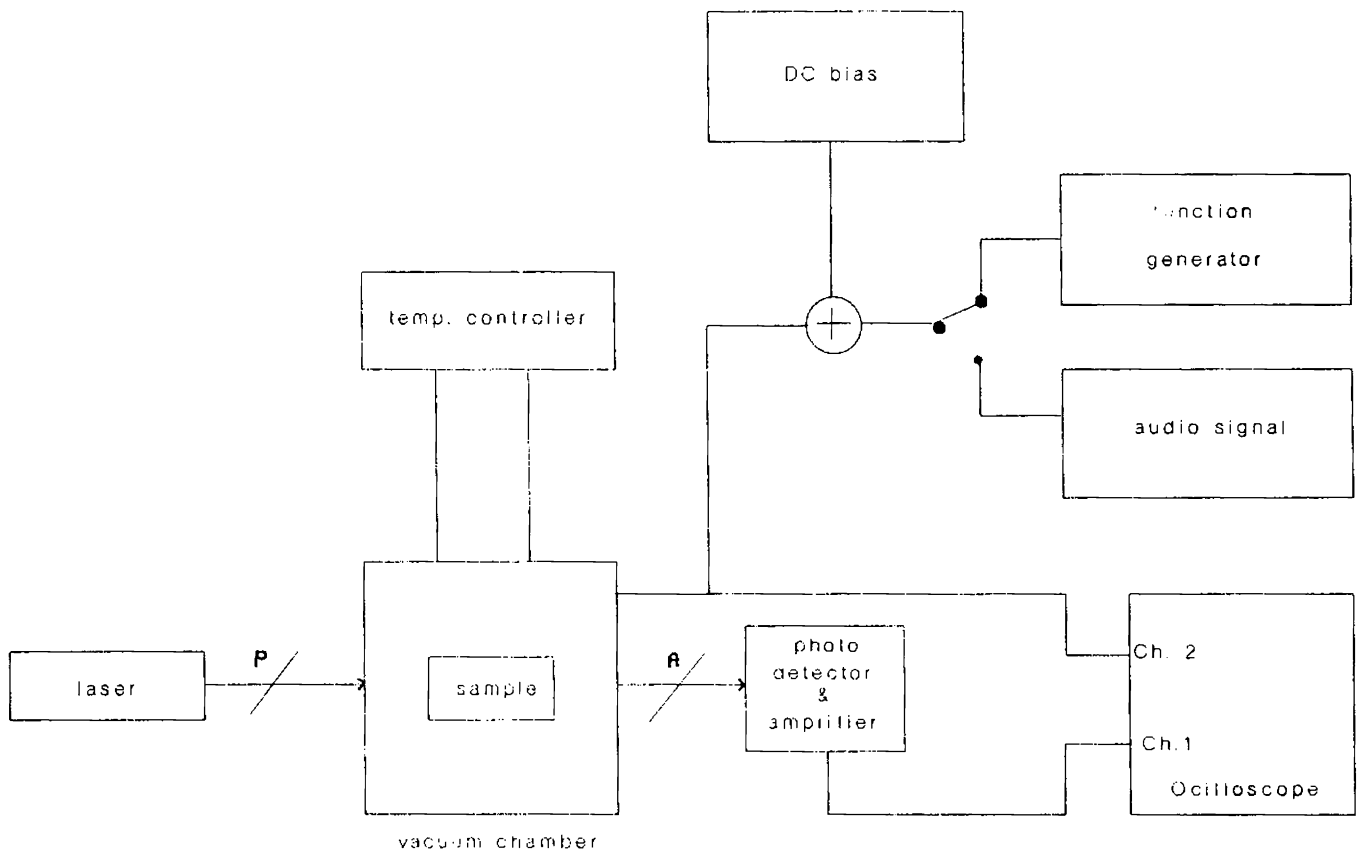 DC bias
function
generator
temp. controller
audio signal
P
A
laser
sample
photo
detector
&
amplifier
Ch. 2
Ch.1
Ocilloscope
vacuum chamber